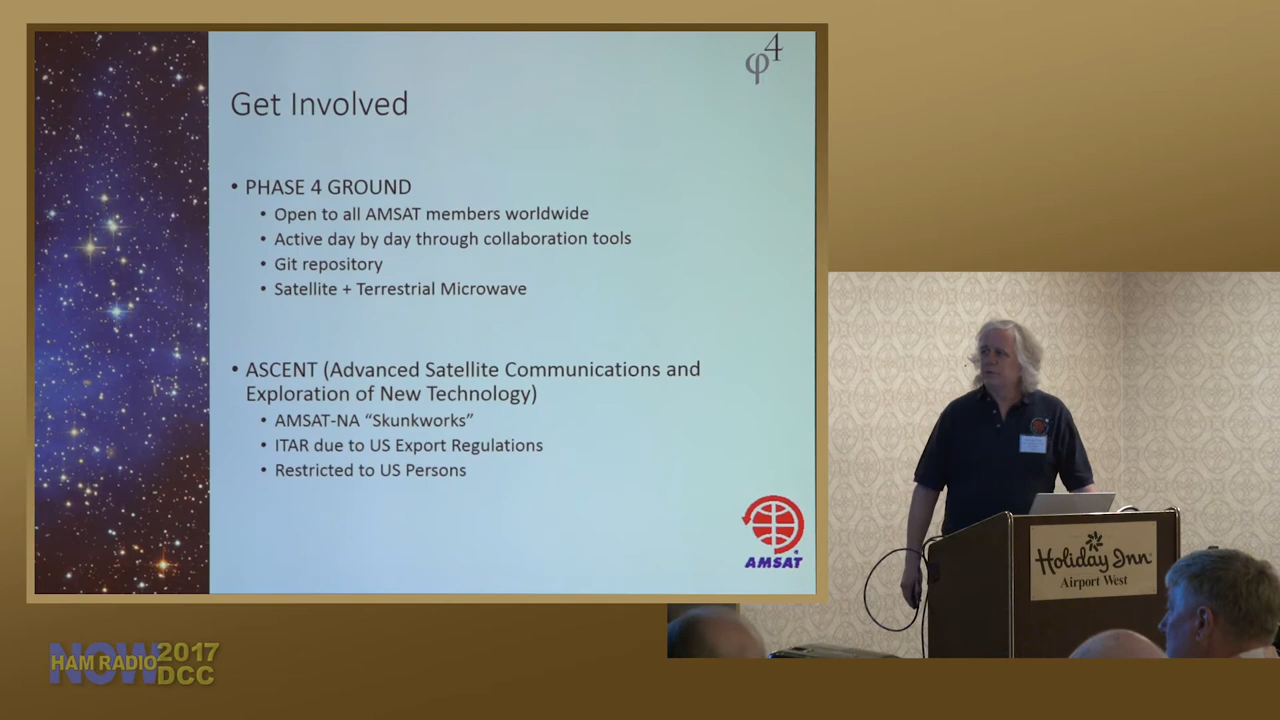 φ4
Get Involved
• PHASE 4 GROUND
• Open to all AMSAT members worldwide
• Active day by day through collaboration tools
• Git repository
• Satellite + Terrestrial Microwave
• ASCENT (Advanced Satellite Communications and
Exploration of New Technology)
• AMSAT-NA “Skunkworks”
• ITAR due to US Export Regulations
• Restricted to US Persons
AMSAT
Holiday Inn
Airport West
NOW
HAM RADIO 2017
DCC